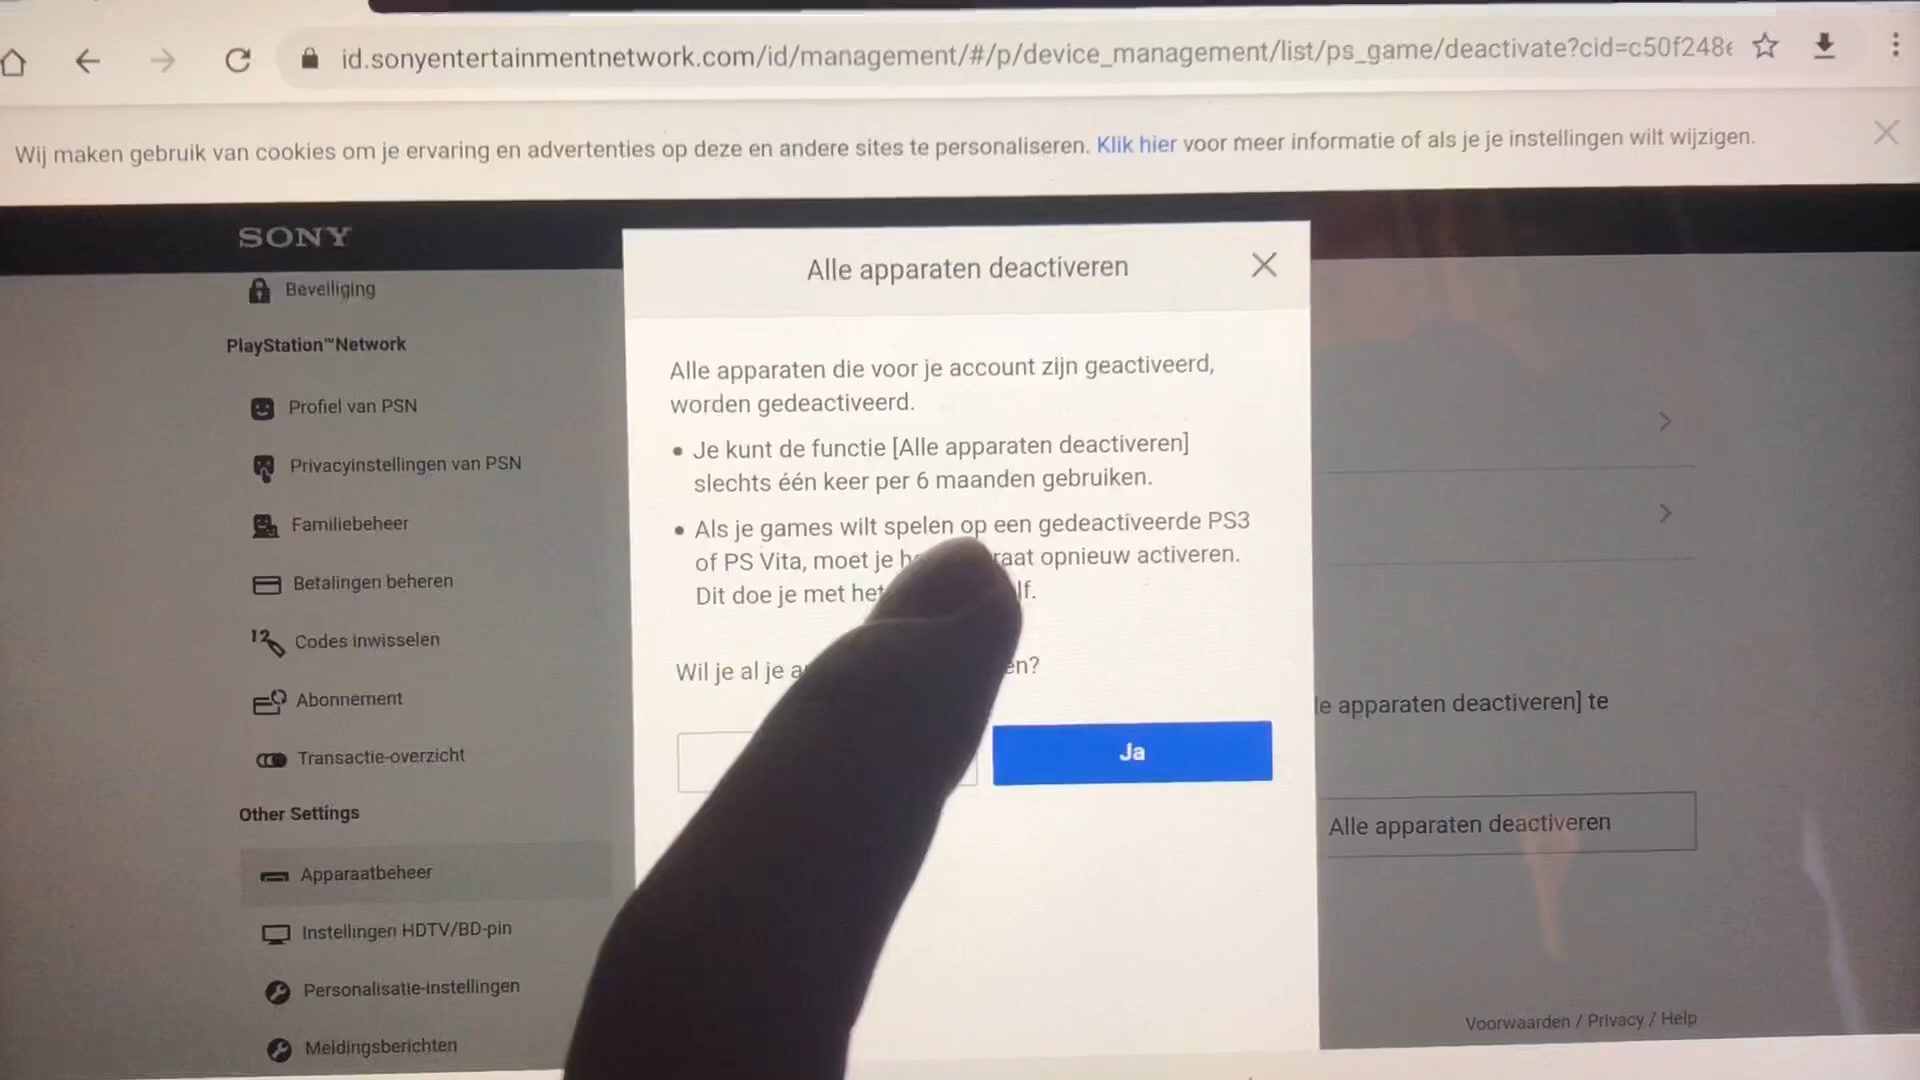 id.sonyentertainmentnetwork.com/id/management/#/p/device_management/list/ps_game/deactivate?cid=c50f248
Wij maken gebruik van cookies om je ervaring en advertenties op deze en andere sites te personaliseren. Klik hier voor meer informatie of als je je instellingen wilt wijzigen.
SONY
Beveiliging
PlayStation™Network
Profiel van PSN
Privacyinstellingen van PSN
Familiebeheer
Betalingen beheren
Codes inwisselen
Abonnement
Transactie-overzicht
Other Settings
Apparaatbeheer
Instellingen HDTV/BD-pin
Personalisatie-instellingen
Meldingsberichten
Alle apparaten deactiveren
Alle apparaten die voor je account zijn geactiveerd,
worden gedeactiveerd.
• Je kunt de functie [Alle apparaten deactiveren]
slechts één keer per 6 maanden gebruiken.
• Als je games wilt spelen op een gedeactiveerde PS3
of PS Vita, moet je opnieuw activeren.
Dit doe je met het
Wil je al je
Ja
apparaten deactiveren] te
Alle apparaten deactiveren
Voorwaarden / Privacy / Help